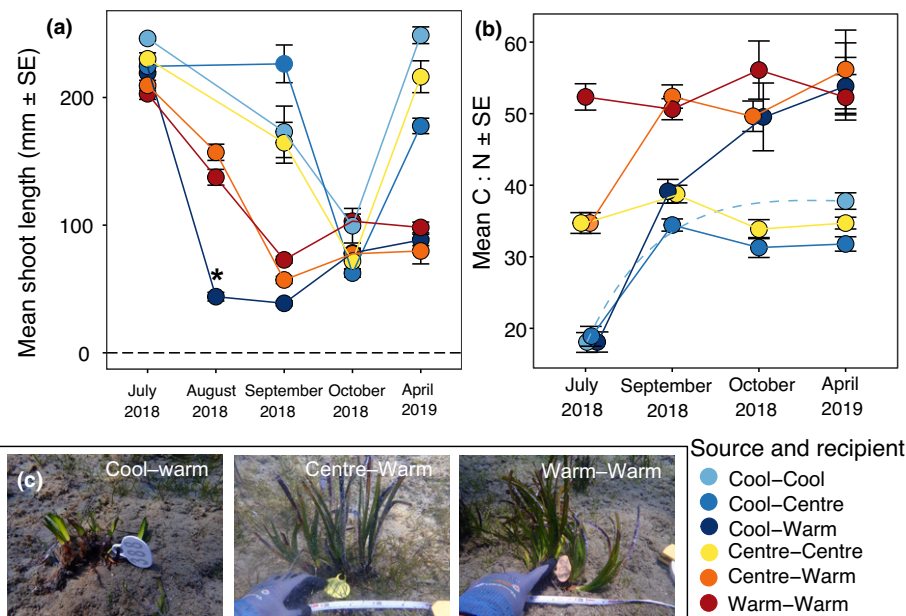 (a)
Mean shoot length (mm ± SE)
200
100
0
*
July
2018
August
2018
September
2018
October
2018
April
2019
(b)
Mean C : N ± SE
60
50
40
30
20
July
2018
September
2018
October
2018
April
2019
(c)
Cool–warm
Centre–Warm
Warm–Warm
Source and recipient
Cool–Cool
Cool–Centre
Cool–Warm
Centre–Centre
Centre–Warm
Warm–Warm